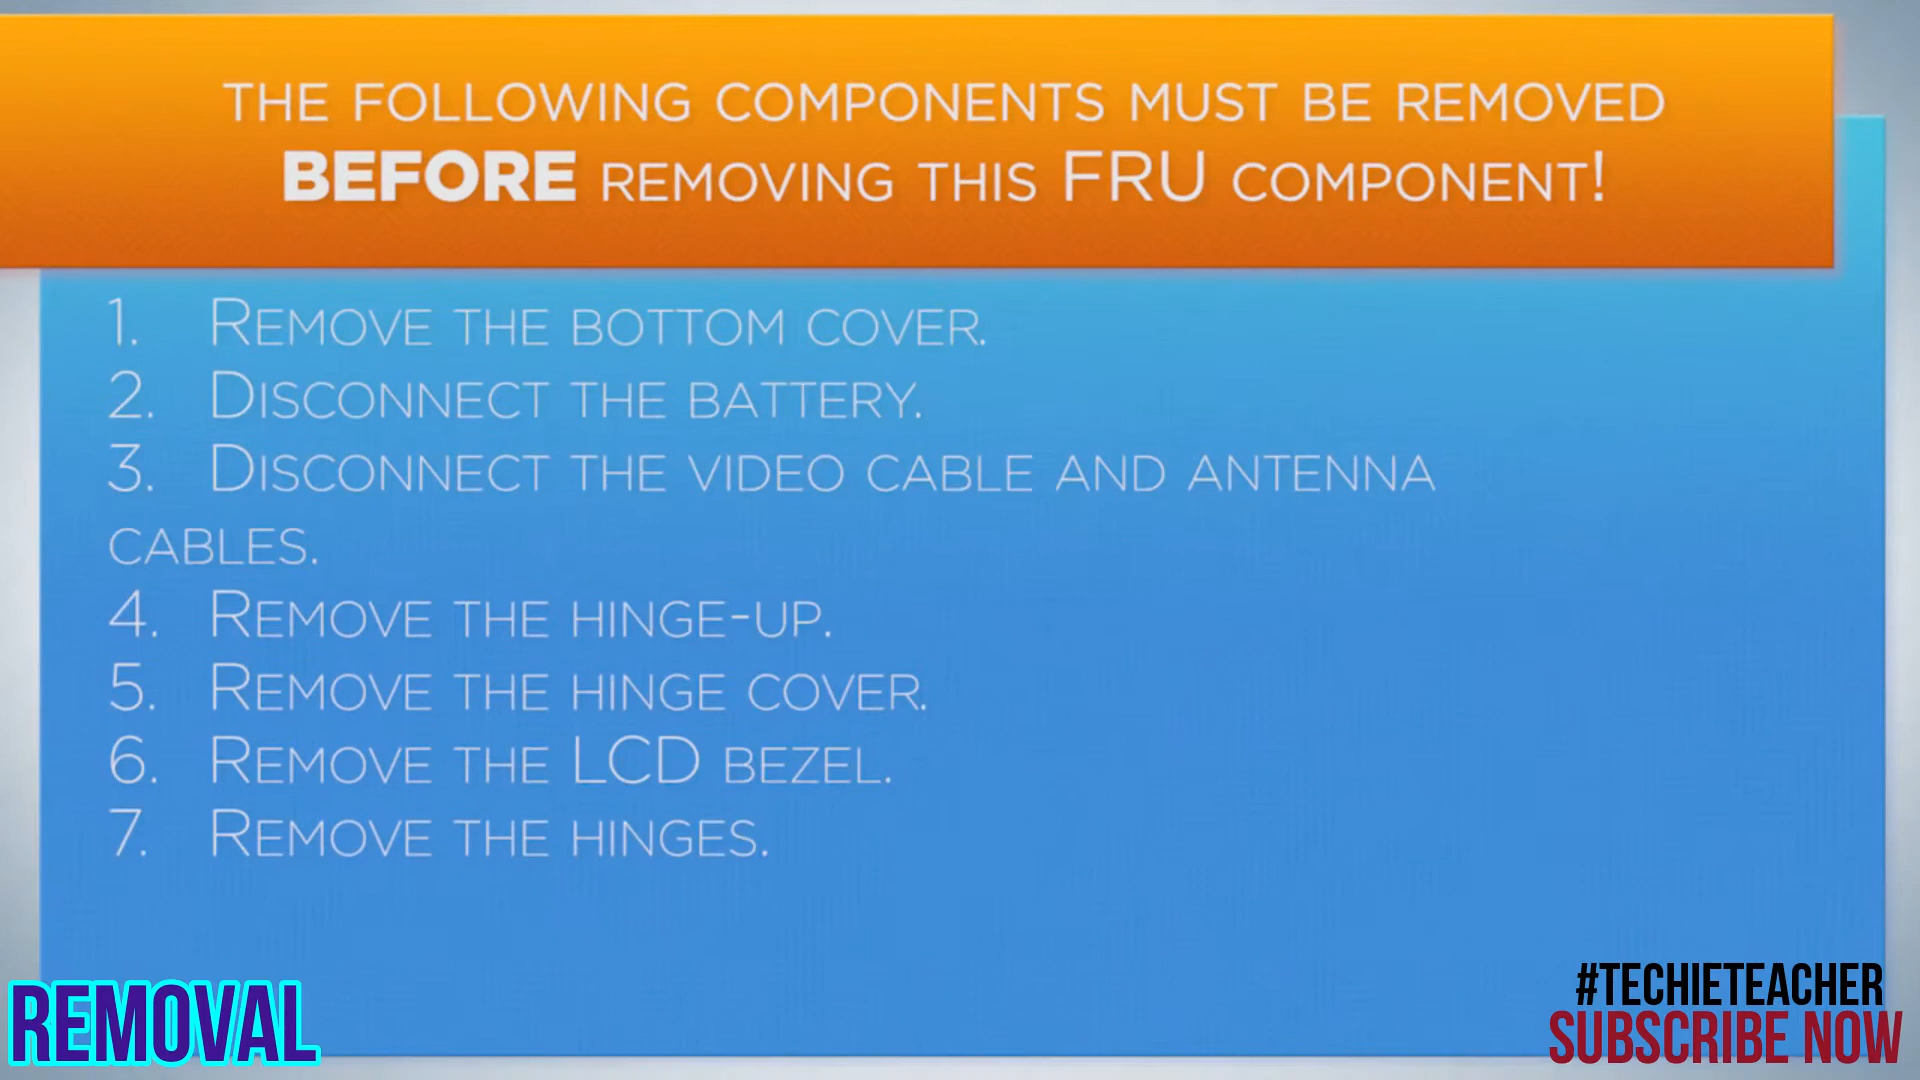 THE FOLLOWING COMPONENTS MUST BE REMOVED
BEFORE REMOVING THIS FRU COMPONENT!
1. REMOVE THE BOTTOM COVER.
2. DISCONNECT THE BATTERY.
3. DISCONNECT THE VIDEO CABLE AND ANTENNA
CABLES.
4. REMOVE THE HINGE-UP.
5. REMOVE THE HINGE COVER.
6. REMOVE THE LCD BEZEL.
7. REMOVE THE HINGES.
REMOVAL
#TECHIETEACHER
SUBSCRIBE NOW